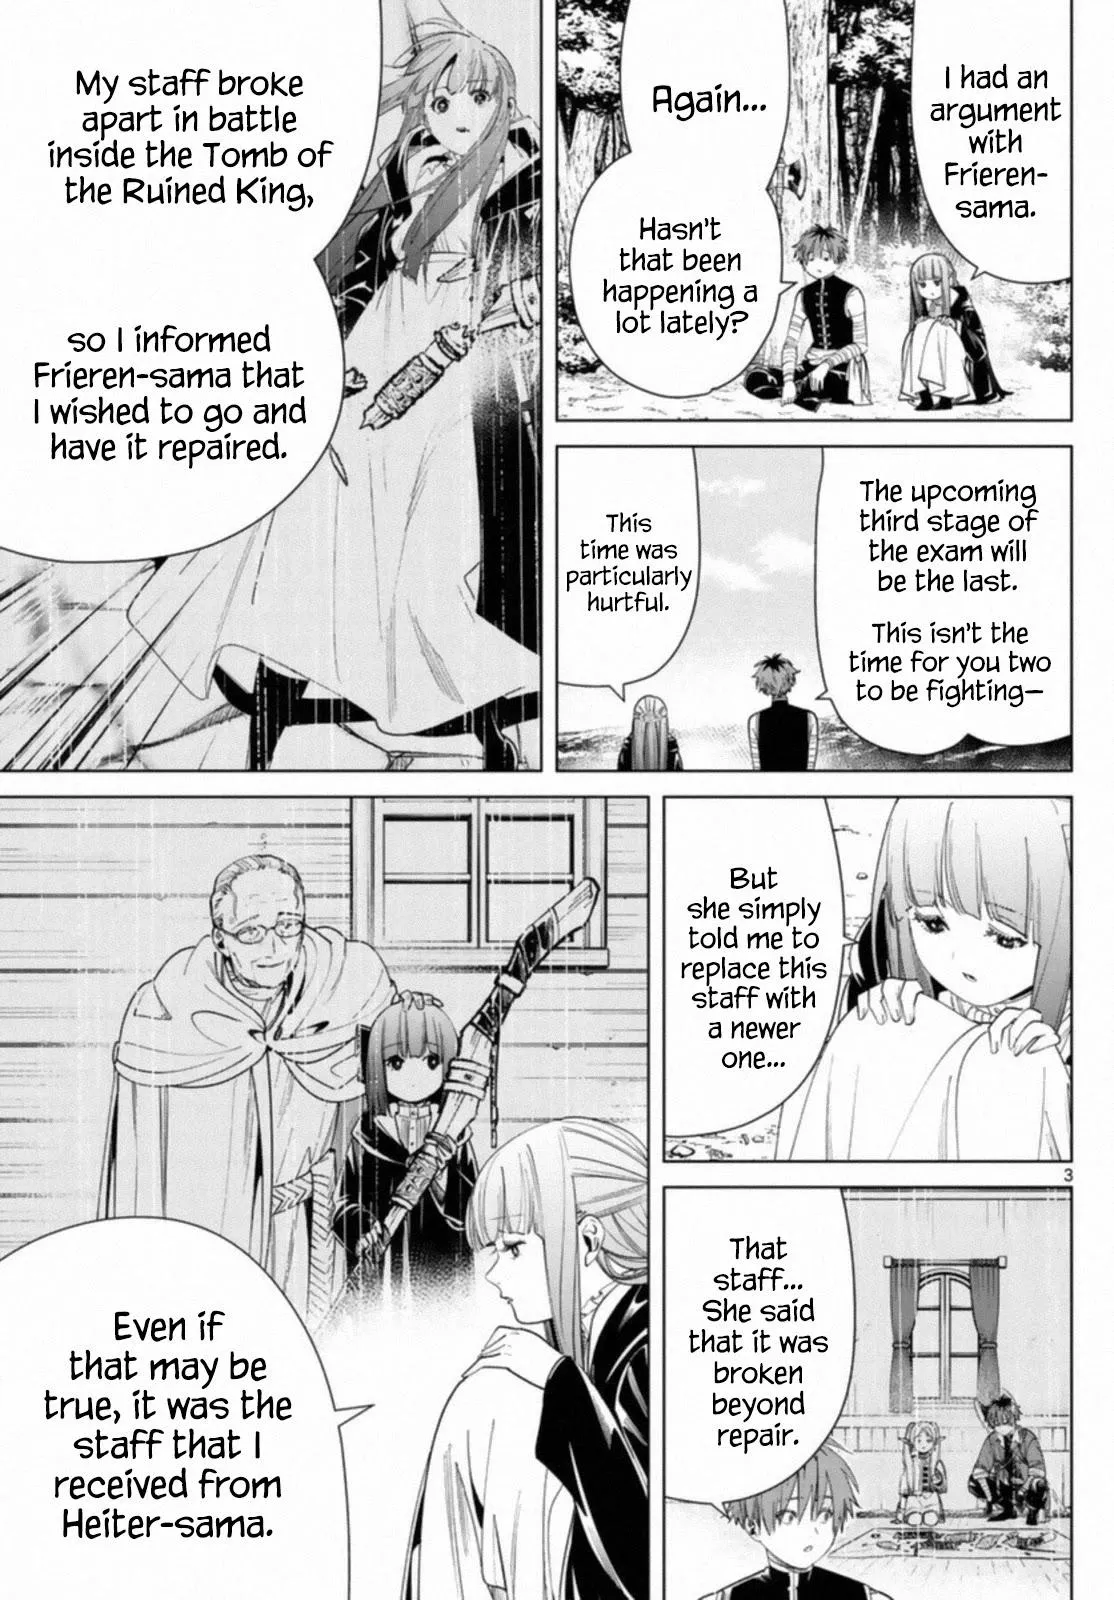 I had an
argument
with
Frieren-
sama.
Again...
Hasn't
that been
happening a
lot lately?
The upcoming
third stage of
the exam will
be the last.
This isn't the
time for you two
to be fighting—
This
time was
particularly
hurtful.
My staff broke
apart in battle
inside the Tomb of
the Ruined King,
so I informed
Frieren-sama that
I wished to go and
have it repaired.
But
she simply
told me to
replace this
staff with
a newer
one...
3
That
staff...
She said
that it was
broken
beyond
repair.
Even if
that may be
true, it was the
staff that I
received from
Heiter-sama.